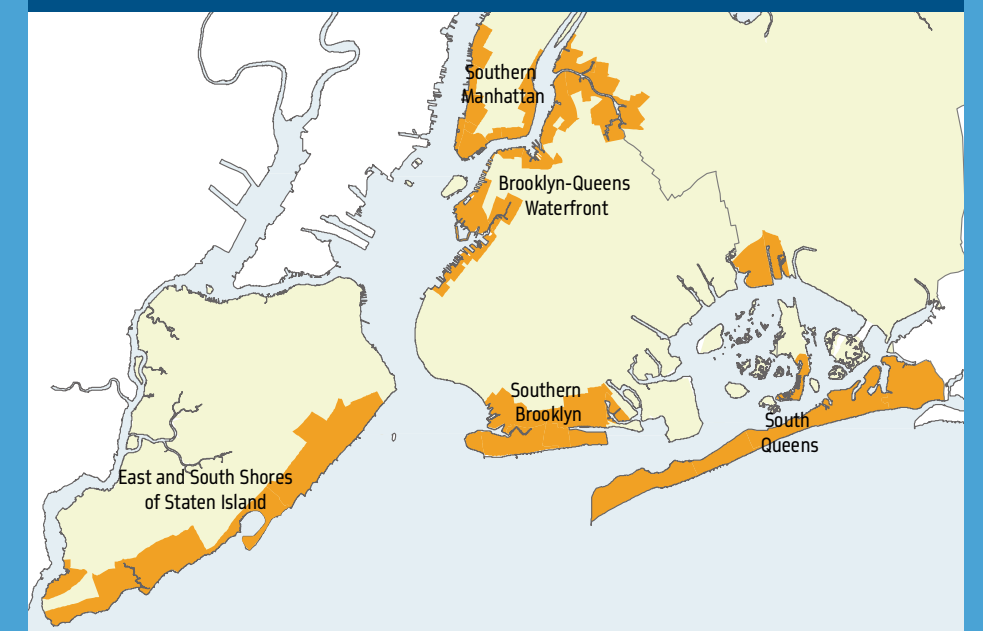 Southern
Manhattan
Brooklyn-Queens
Waterfront
Southern
Brooklyn
South
Queens
East and South Shores
of Staten Island